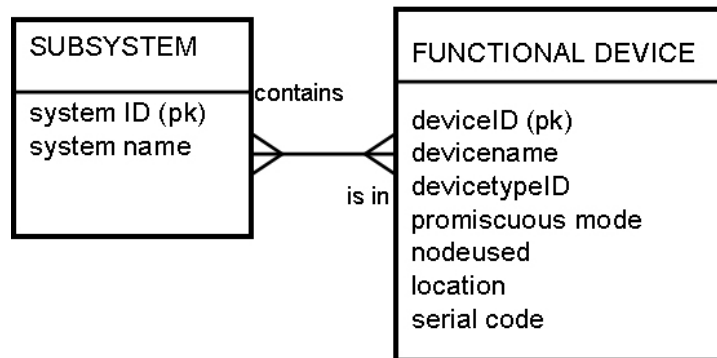 SUBSYSTEM
system ID (pk)
system name
contains
is in
FUNCTIONAL DEVICE
deviceID (pk)
devicename
devicetypeID
promiscuous mode
nodeused
location
serial code